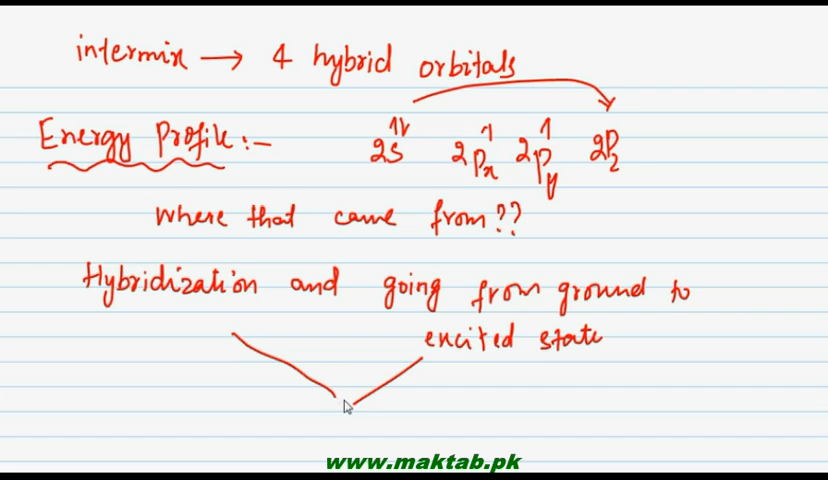 intermix → 4 hybrid orbitals
Energy Profile:- 2s 2px 2py 2pz
Where that came from??
Hybridization and going from ground to
excited state
www.maktab.pk